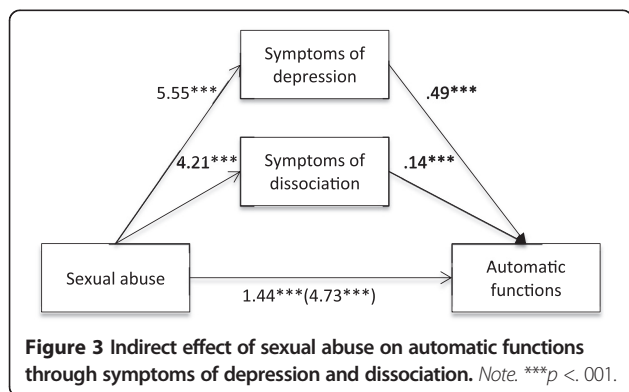 Symptoms of
depression
5.55***
.49***
4.21***
Symptoms of
dissociation
.14***
Sexual abuse
Automatic
functions
1.44***(4.73***)
Figure 3 Indirect effect of sexual abuse on automatic functions
through symptoms of depression and dissociation. Note. ***p <. 001.